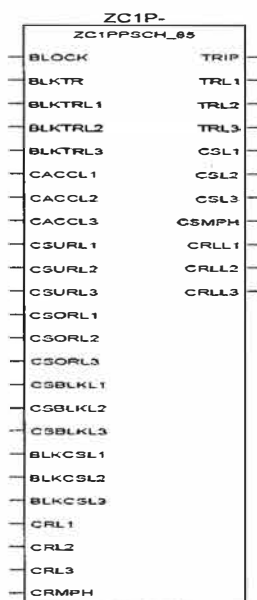 ZC1P-
ZC1PPSCH_85
BLOCK TRIP
BLKTR TRL1
BLKTRL1 TRL2
BLKTRL2 TRL3
BLKTRL3 CSL1
CACCL1 CSL2
CACCL2 CSL3
CACCL3 CSMPH
CSURL1 CRLL1
CSURL2 CRLL2
CSURL3 CRLL3
CSORL1
CSORL2
CSORL3
CSBLKL1
CSBLKL2
CSBLKL3
BLKCSL1
BLKCSL2
BLKCSL3
CRL1
CRL2
CRL3
CRMPH